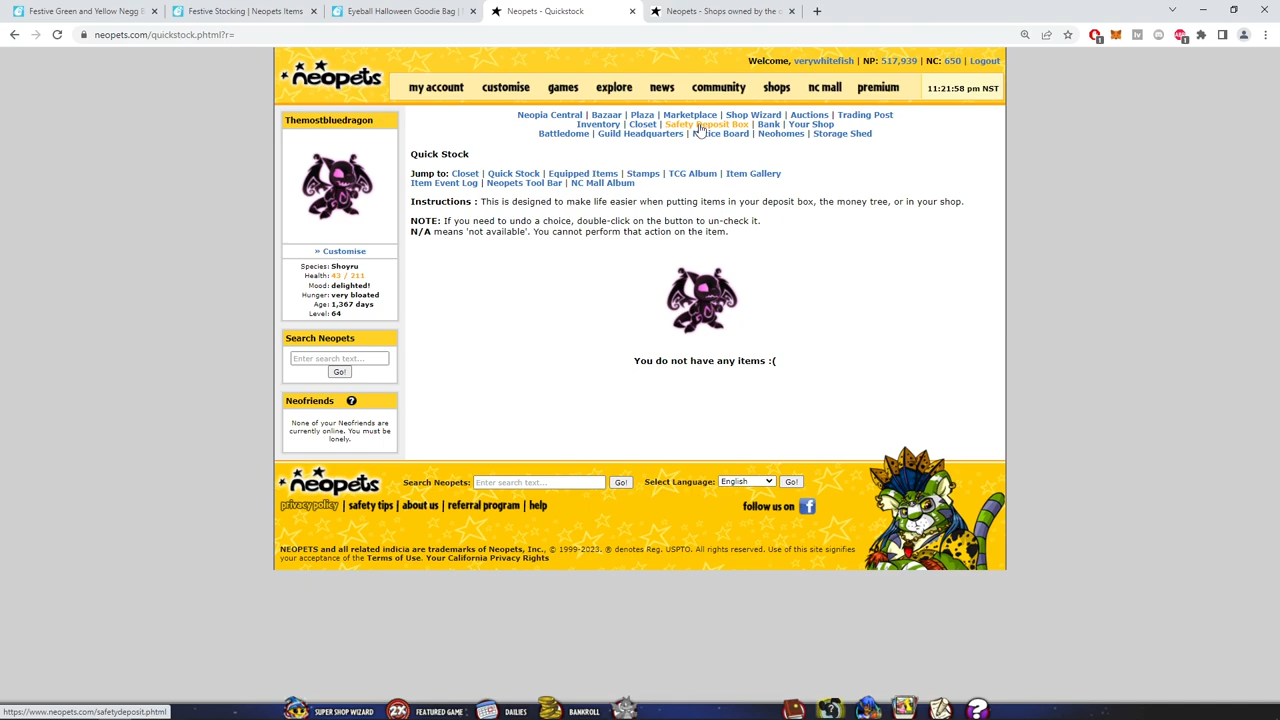 Festive Green and Yellow Negg B
Festive Stocking | Neopets Items
Eyeball Halloween Goodie Bag |
Neopets - Quickstock
Neopets - Shops owned by the c
neopets.com/quickstock.phtml?r=
Welcome, verywhitefish | NP: 517,939 | NC: 650 | Logout
neopets
my account customise games explore news community shops nc mall premium
11:21:58 pm NST
Themostbluedragon
Neopia Central | Bazaar | Plaza | Marketplace | Shop Wizard | Auctions | Trading Post
Inventory | Closet | Safety Deposit Box | Bank | Your Shop
Battledome | Guild Headquarters | Notice Board | Neohomes | Storage Shed
Quick Stock
Jump to: Closet | Quick Stock | Equipped Items | Stamps | TCG Album | Item Gallery
Item Event Log | Neopets Tool Bar | NC Mall Album
Instructions : This is designed to make life easier when putting items in your deposit box, the money tree, or in your shop.
NOTE: If you need to undo a choice, double-click on the button to un-check it.
N/A means 'not available'. You cannot perform that action on the item.
» Customise
Species: Shoyru
Health: 43 / 211
Mood: delighted!
Hunger: very bloated
Age: 1,367 days
Level: 64
Search Neopets
Enter search text...
Go!
Neofriends ?
None of your Neofriends are
currently online. You must be
lonely.
You do not have any items :(
neopets
Search Neopets: Enter search text... Go! Select Language: English Go!
privacy policy | safety tips | about us | referral program | help
follow us on f
NEOPETS and all related indicia are trademarks of Neopets, Inc., © 1999-2023. ® denotes Reg. USPTO. All rights reserved. Use of this site signifies
your acceptance of the Terms of Use. Your California Privacy Rights
https://www.neopets.com/safetydeposit.phtml
SUPER SHOP WIZARD 2X FEATURED GAME DAILIES BANKROLL